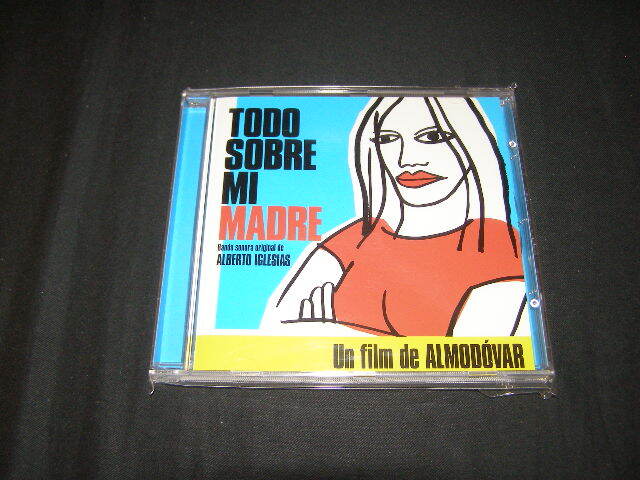 TODO
SOBRE
MI
MADRE
Banda sonora original de
ALBERTO IGLESIAS
Un film de ALMODÓVAR